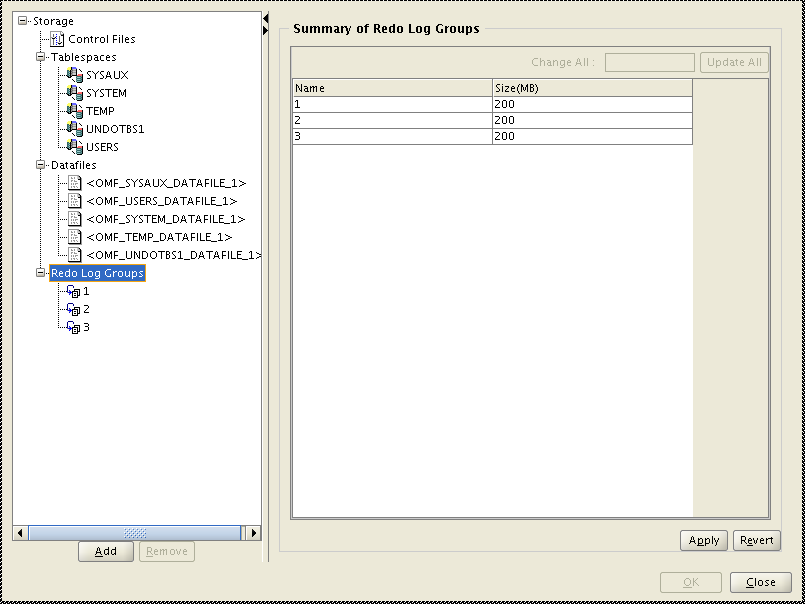 Storage
Control Files
Tablespaces
SYSAUX
SYSTEM
TEMP
UNDOTBS1
USERS
Datafiles
<OMF_SYSAUX_DATAFILE_1>
<OMF_USERS_DATAFILE_1>
<OMF_SYSTEM_DATAFILE_1>
<OMF_TEMP_DATAFILE_1>
<OMF_UNDOTBS1_DATAFILE_1>
Redo Log Groups
1
2
3
Add Remove
Summary of Redo Log Groups
Change All : Update All
Name Size(MB)
1 200
2 200
3 200
Apply Revert
OK Close